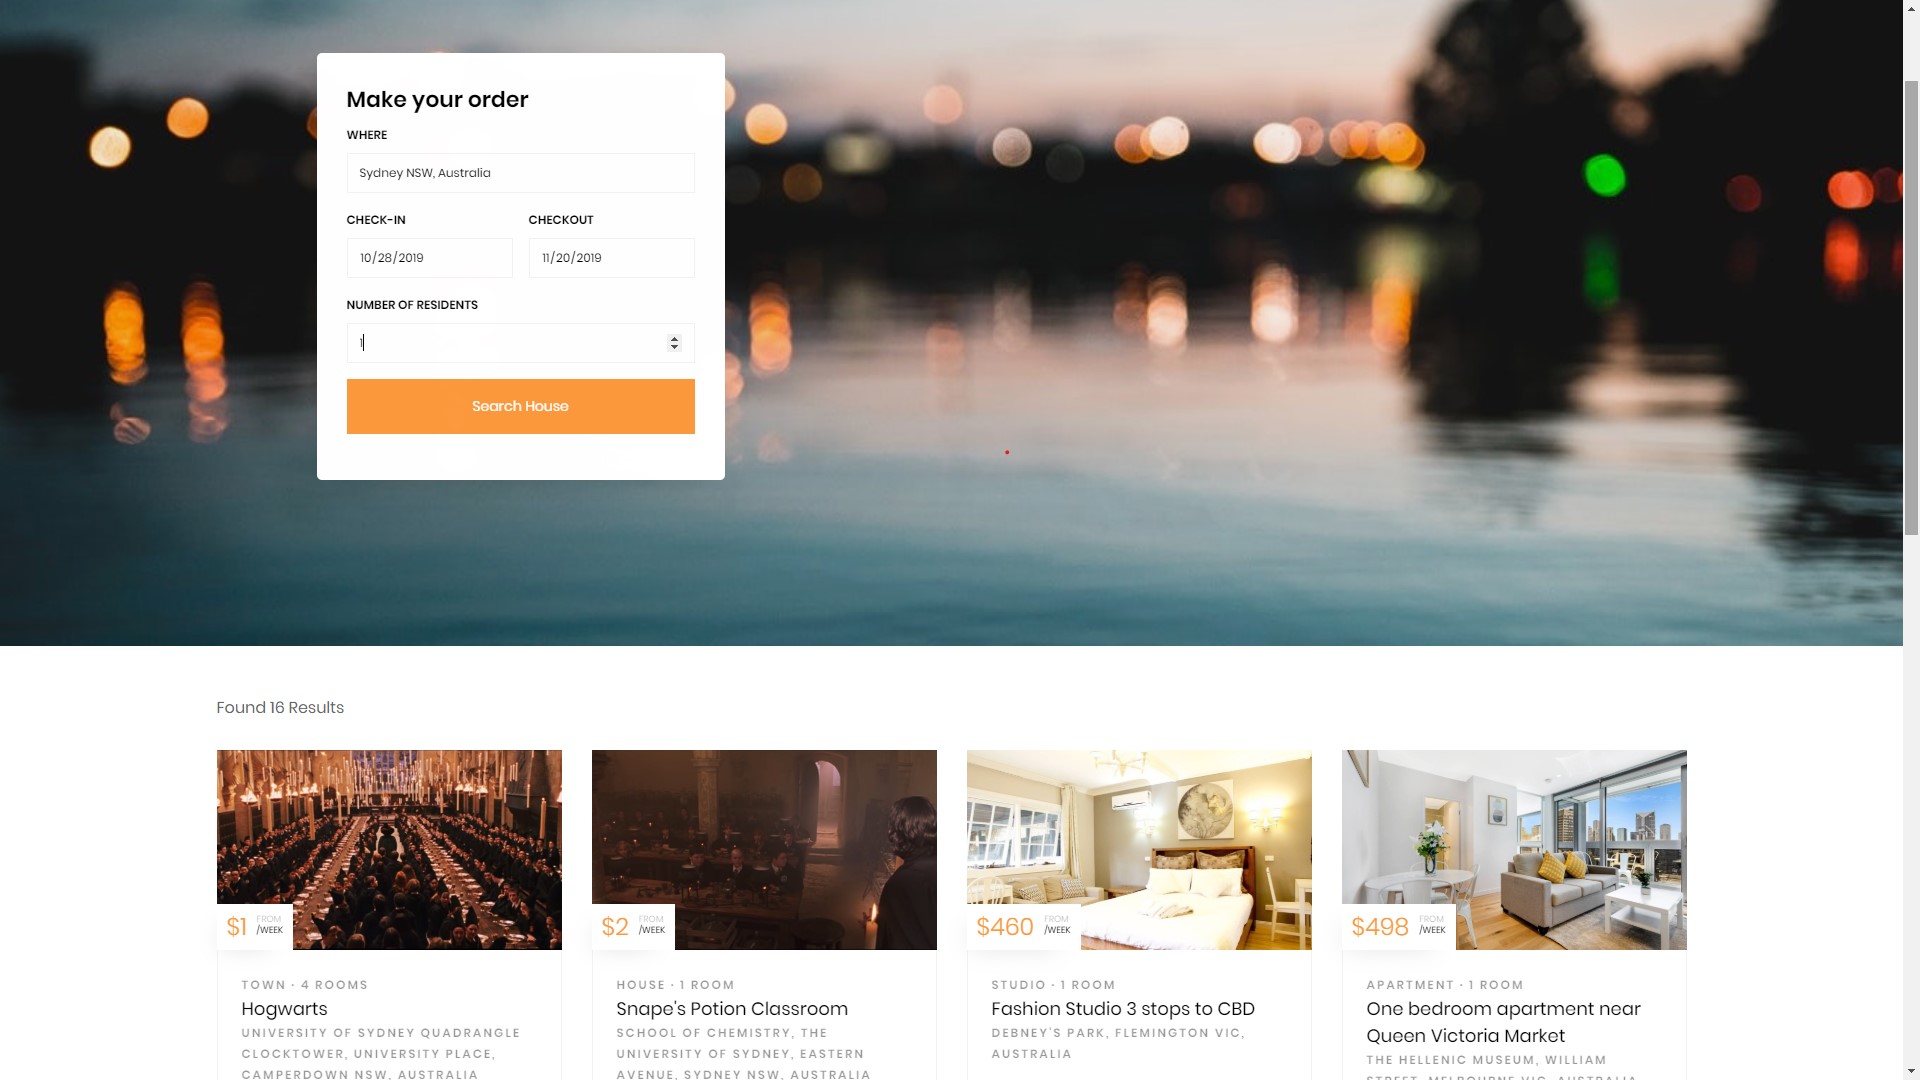 Make your order
WHERE
Sydney NSW, Australia
CHECK-IN
CHECKOUT
10/28/2019
11/20/2019
NUMBER OF RESIDENTS
1
Search House
Found 16 Results
$1 FROM /WEEK
$2 FROM /WEEK
$460 FROM /WEEK
$498 FROM /WEEK
TOWN · 4 ROOMS
Hogwarts
UNIVERSITY OF SYDNEY QUADRANGLE
CLOCKTOWER, UNIVERSITY PLACE,
CAMPERDOWN NSW, AUSTRALIA
HOUSE · 1 ROOM
Snape's Potion Classroom
SCHOOL OF CHEMISTRY, THE
UNIVERSITY OF SYDNEY, EASTERN
AVENUE, SYDNEY NSW, AUSTRALIA
STUDIO · 1 ROOM
Fashion Studio 3 stops to CBD
DEBNEY'S PARK, FLEMINGTON VIC,
AUSTRALIA
APARTMENT · 1 ROOM
One bedroom apartment near
Queen Victoria Market
THE HELLENIC MUSEUM, WILLIAM
STREET, MELBOURNE VIC, AUSTRALIA